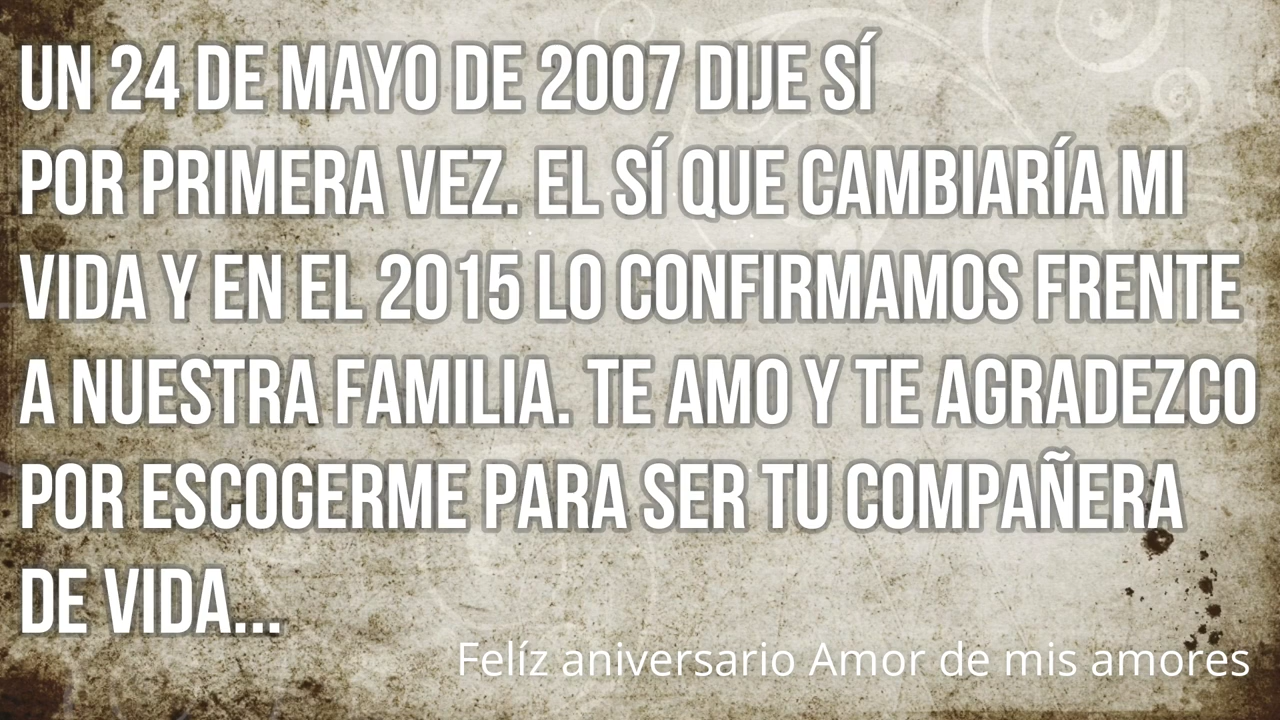 UN 24 DE MAYO DE 2007 DIJE SÍ
POR PRIMERA VEZ. EL SÍ QUE CAMBIARÍA MI
VIDA Y EN EL 2015 LO CONFIRMAMOS FRENTE
A NUESTRA FAMILIA. TE AMO Y TE AGRADEZCO
POR ESCOGERME PARA SER TU COMPAÑERA
DE VIDA...
Felíz aniversario Amor de mis amores